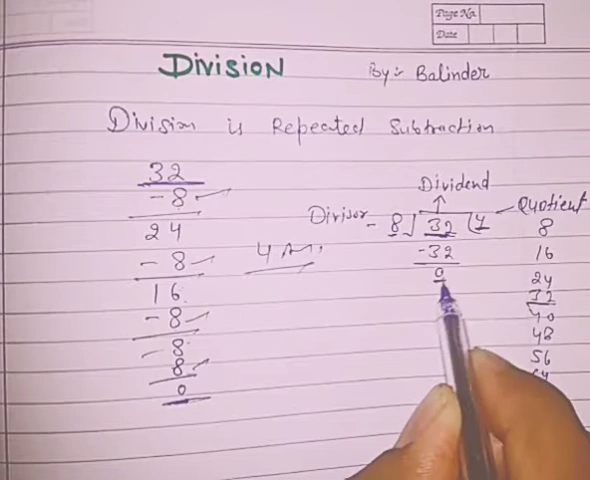 Page No.
Date
Division By:- Balinder
Division is Repeated Subtraction
32
- 8
24
- 8
16
- 8
- 8
8
0
4 Ans.
Dividend
Divisor - 8 32 4 Quotient
-32
0
8
16
24
32
40
48
56
64